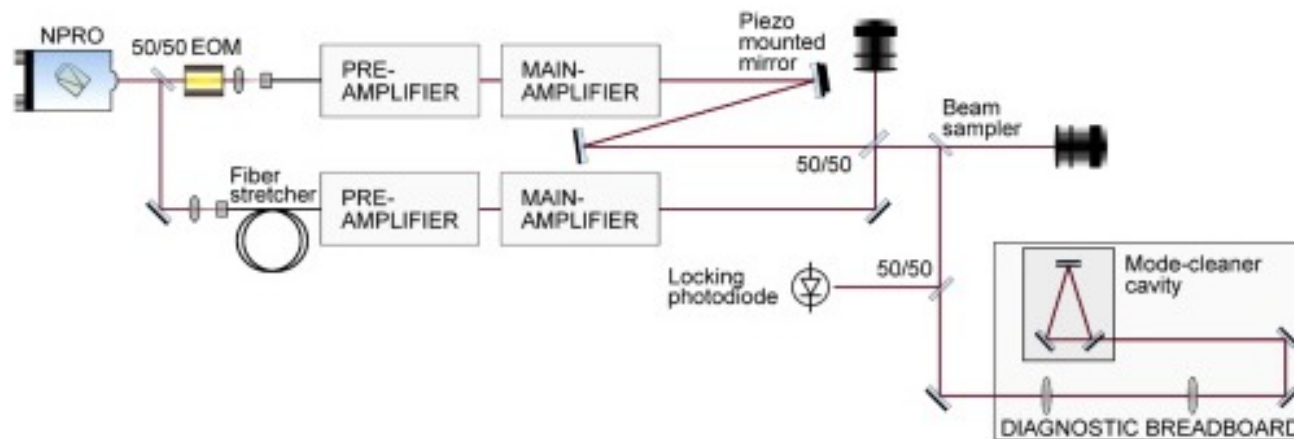 NPRO
50/50 EOM
PRE-
AMPLIFIER
MAIN-
AMPLIFIER
Piezo
mounted
mirror
Beam
sampler
50/50
Fiber
stretcher
PRE-
AMPLIFIER
MAIN-
AMPLIFIER
Locking
photodiode
50/50
Mode-cleaner
cavity
DIAGNOSTIC BREADBOARD